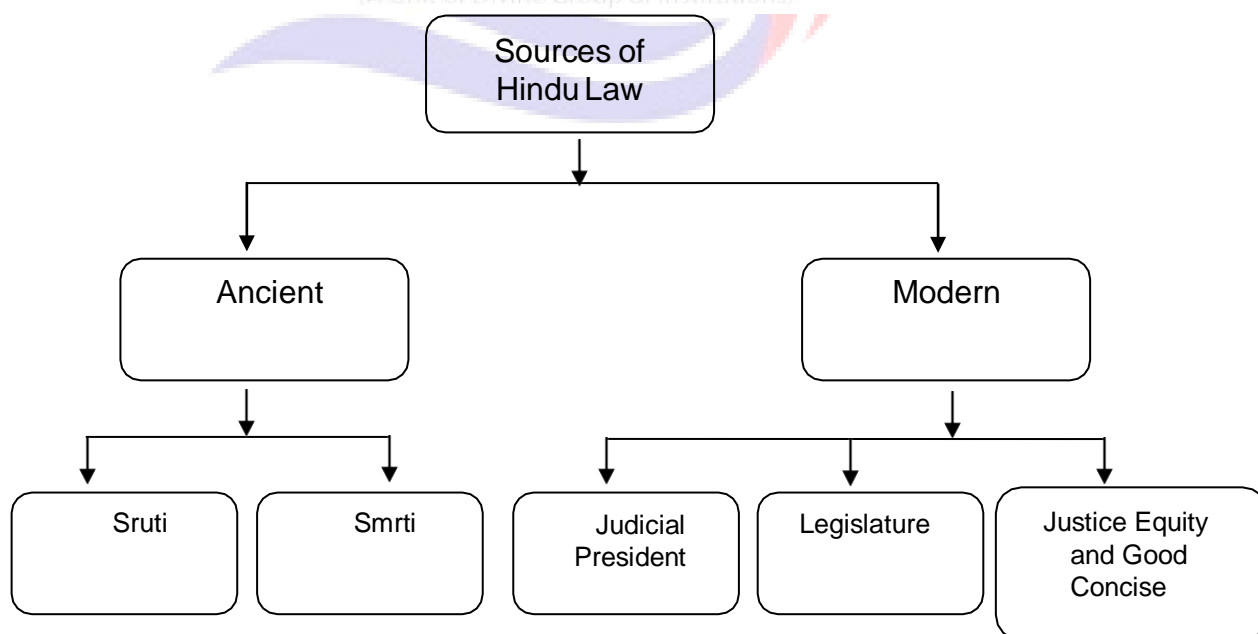 Sources of
Hindu Law
Ancient
Modern
Sruti
Smrti
Judicial
President
Legislature
Justice Equity
and Good
Concise